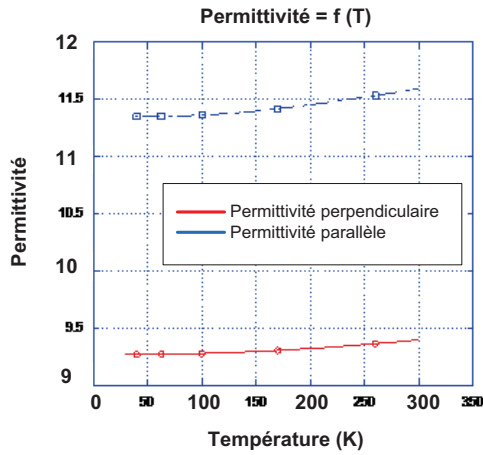 Permittivité = f (T)
12
11.5
11
10.5
10
9.5
9
Permittivité
Permittivité perpendiculaire
Permittivité parallèle
0 50 100 150 200 250 300 350
Température (K)